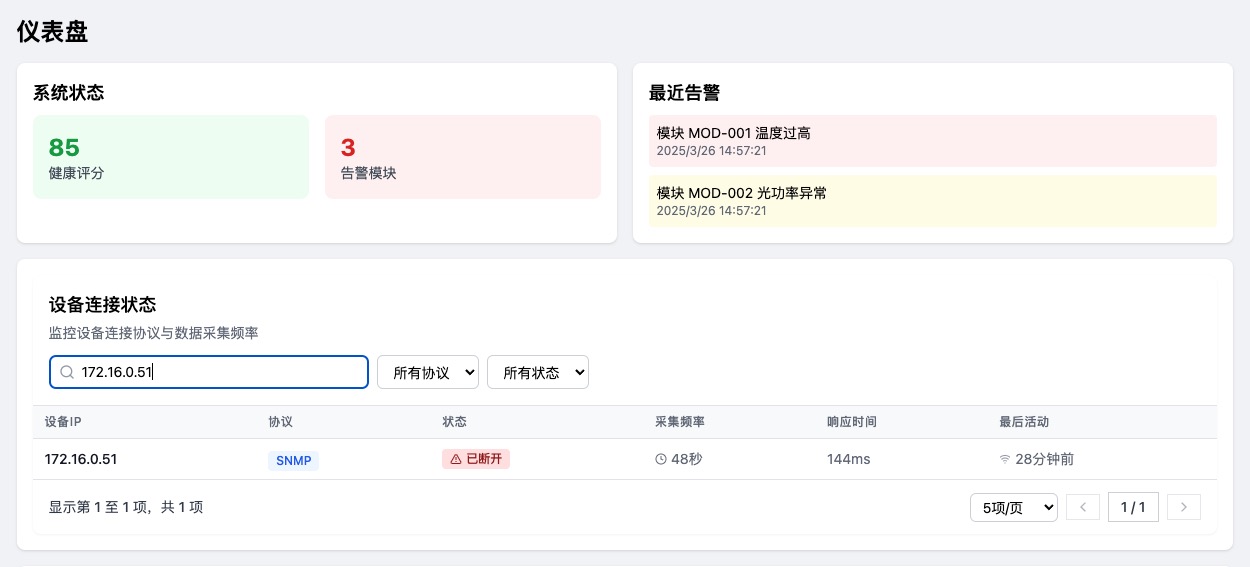 仪表盘
系统状态
85
健康评分
3
告警模块
最近告警
模块 MOD-001 温度过高
2025/3/26 14:57:21
模块 MOD-002 光功率异常
2025/3/26 14:57:21
设备连接状态
监控设备连接协议与数据采集频率
172.16.0.51 所有协议 所有状态
设备IP 协议 状态 采集频率 响应时间 最后活动
172.16.0.51 SNMP 已断开 48秒 144ms 28分钟前
显示第 1 至 1 项，共 1 项 5项/页 1 / 1